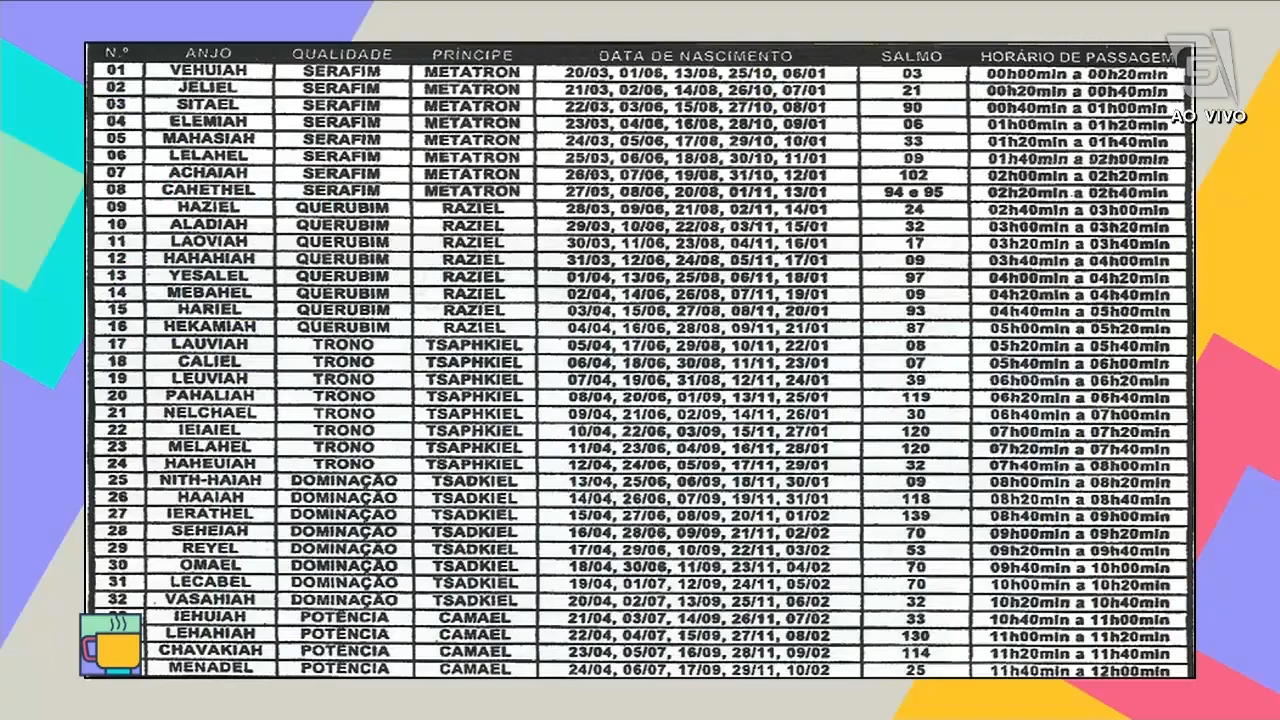 N.º ANJO QUALIDADE PRÍNCIPE DATA DE NASCIMENTO SALMO HORÁRIO DE PASSAGEM
01 VEHUIAH SERAFIM METATRON 20/03, 01/06, 13/08, 25/10, 06/01 03 00h00min a 00h20min
02 JELIEL SERAFIM METATRON 21/03, 02/06, 14/08, 26/10, 07/01 21 00h20min a 00h40min
03 SITAEL SERAFIM METATRON 22/03, 03/06, 15/08, 27/10, 08/01 90 00h40min a 01h00min
04 ELEMIAH SERAFIM METATRON 23/03, 04/06, 16/08, 28/10, 09/01 06 01h00min a 01h20min
05 MAHASIAH SERAFIM METATRON 24/03, 05/06, 17/08, 29/10, 10/01 33 01h20min a 01h40min
06 LELAHEL SERAFIM METATRON 25/03, 06/06, 18/08, 30/10, 11/01 09 01h40min a 02h00min
07 ACHAIAH SERAFIM METATRON 26/03, 07/06, 19/08, 31/10, 12/01 102 02h00min a 02h20min
08 CAHETHEL SERAFIM METATRON 27/03, 08/06, 20/08, 01/11, 13/01 94 e 95 02h20min a 02h40min
09 HAZIEL QUERUBIM RAZIEL 28/03, 09/06, 21/08, 02/11, 14/01 24 02h40min a 03h00min
10 ALADIAH QUERUBIM RAZIEL 29/03, 10/06, 22/08, 03/11, 15/01 32 03h00min a 03h20min
11 LAOVIAH QUERUBIM RAZIEL 30/03, 11/06, 23/08, 04/11, 16/01 17 03h20min a 03h40min
12 HAHAHIAH QUERUBIM RAZIEL 31/03, 12/06, 24/08, 05/11, 17/01 09 03h40min a 04h00min
13 YESALEL QUERUBIM RAZIEL 01/04, 13/06, 25/08, 06/11, 18/01 97 04h00min a 04h20min
14 MEBAHEL QUERUBIM RAZIEL 02/04, 14/06, 26/08, 07/11, 19/01 09 04h20min a 04h40min
15 HARIEL QUERUBIM RAZIEL 03/04, 15/06, 27/08, 08/11, 20/01 93 04h40min a 05h00min
16 HEKAMIAH QUERUBIM RAZIEL 04/04, 16/06, 28/08, 09/11, 21/01 87 05h00min a 05h20min
17 LAUVIAH TRONO TSAPHKIEL 05/04, 17/06, 29/08, 10/11, 22/01 08 05h20min a 05h40min
18 CALIEL TRONO TSAPHKIEL 06/04, 18/06, 30/08, 11/11, 23/01 07 05h40min a 06h00min
19 LEUVIAH TRONO TSAPHKIEL 07/04, 19/06, 31/08, 12/11, 24/01 39 06h00min a 06h20min
20 PAHALIAH TRONO TSAPHKIEL 08/04, 20/06, 01/09, 13/11, 25/01 119 06h20min a 06h40min
21 NELCHAEL TRONO TSAPHKIEL 09/04, 21/06, 02/09, 14/11, 26/01 30 06h40min a 07h00min
22 IEIAIEL TRONO TSAPHKIEL 10/04, 22/06, 03/09, 15/11, 27/01 120 07h00min a 07h20min
23 MELAHEL TRONO TSAPHKIEL 11/04, 23/06, 04/09, 16/11, 28/01 120 07h20min a 07h40min
24 HAHEUIAH TRONO TSAPHKIEL 12/04, 24/06, 05/09, 17/11, 29/01 32 07h40min a 08h00min
25 NITH-HAIAH DOMINAÇÃO TSADKIEL 13/04, 25/06, 06/09, 18/11, 30/01 09 08h00min a 08h20min
26 HAAIAH DOMINAÇÃO TSADKIEL 14/04, 26/06, 07/09, 19/11, 31/01 118 08h20min a 08h40min
27 IERATHEL DOMINAÇÃO TSADKIEL 15/04, 27/06, 08/09, 20/11, 01/02 139 08h40min a 09h00min
28 SEHEIAH DOMINAÇÃO TSADKIEL 16/04, 28/06, 09/09, 21/11, 02/02 70 09h00min a 09h20min
29 REYEL DOMINAÇÃO TSADKIEL 17/04, 29/06, 10/09, 22/11, 03/02 53 09h20min a 09h40min
30 OMAEL DOMINAÇÃO TSADKIEL 18/04, 30/06, 11/09, 23/11, 04/02 70 09h40min a 10h00min
31 LECABEL DOMINAÇÃO TSADKIEL 19/04, 01/07, 12/09, 24/11, 05/02 70 10h00min a 10h20min
32 VASAHIAH DOMINAÇÃO TSADKIEL 20/04, 02/07, 13/09, 25/11, 06/02 32 10h20min a 10h40min
IEHUIAH POTÊNCIA CAMAEL 21/04, 03/07, 14/09, 26/11, 07/02 33 10h40min a 11h00min
LEHAHIAH POTÊNCIA CAMAEL 22/04, 04/07, 15/09, 27/11, 08/02 130 11h00min a 11h20min
CHAVAKIAH POTÊNCIA CAMAEL 23/04, 05/07, 16/09, 28/11, 09/02 114 11h20min a 11h40min
MENADEL POTÊNCIA CAMAEL 24/04, 06/07, 17/09, 29/11, 10/02 25 11h40min a 12h00min
AO VIVO